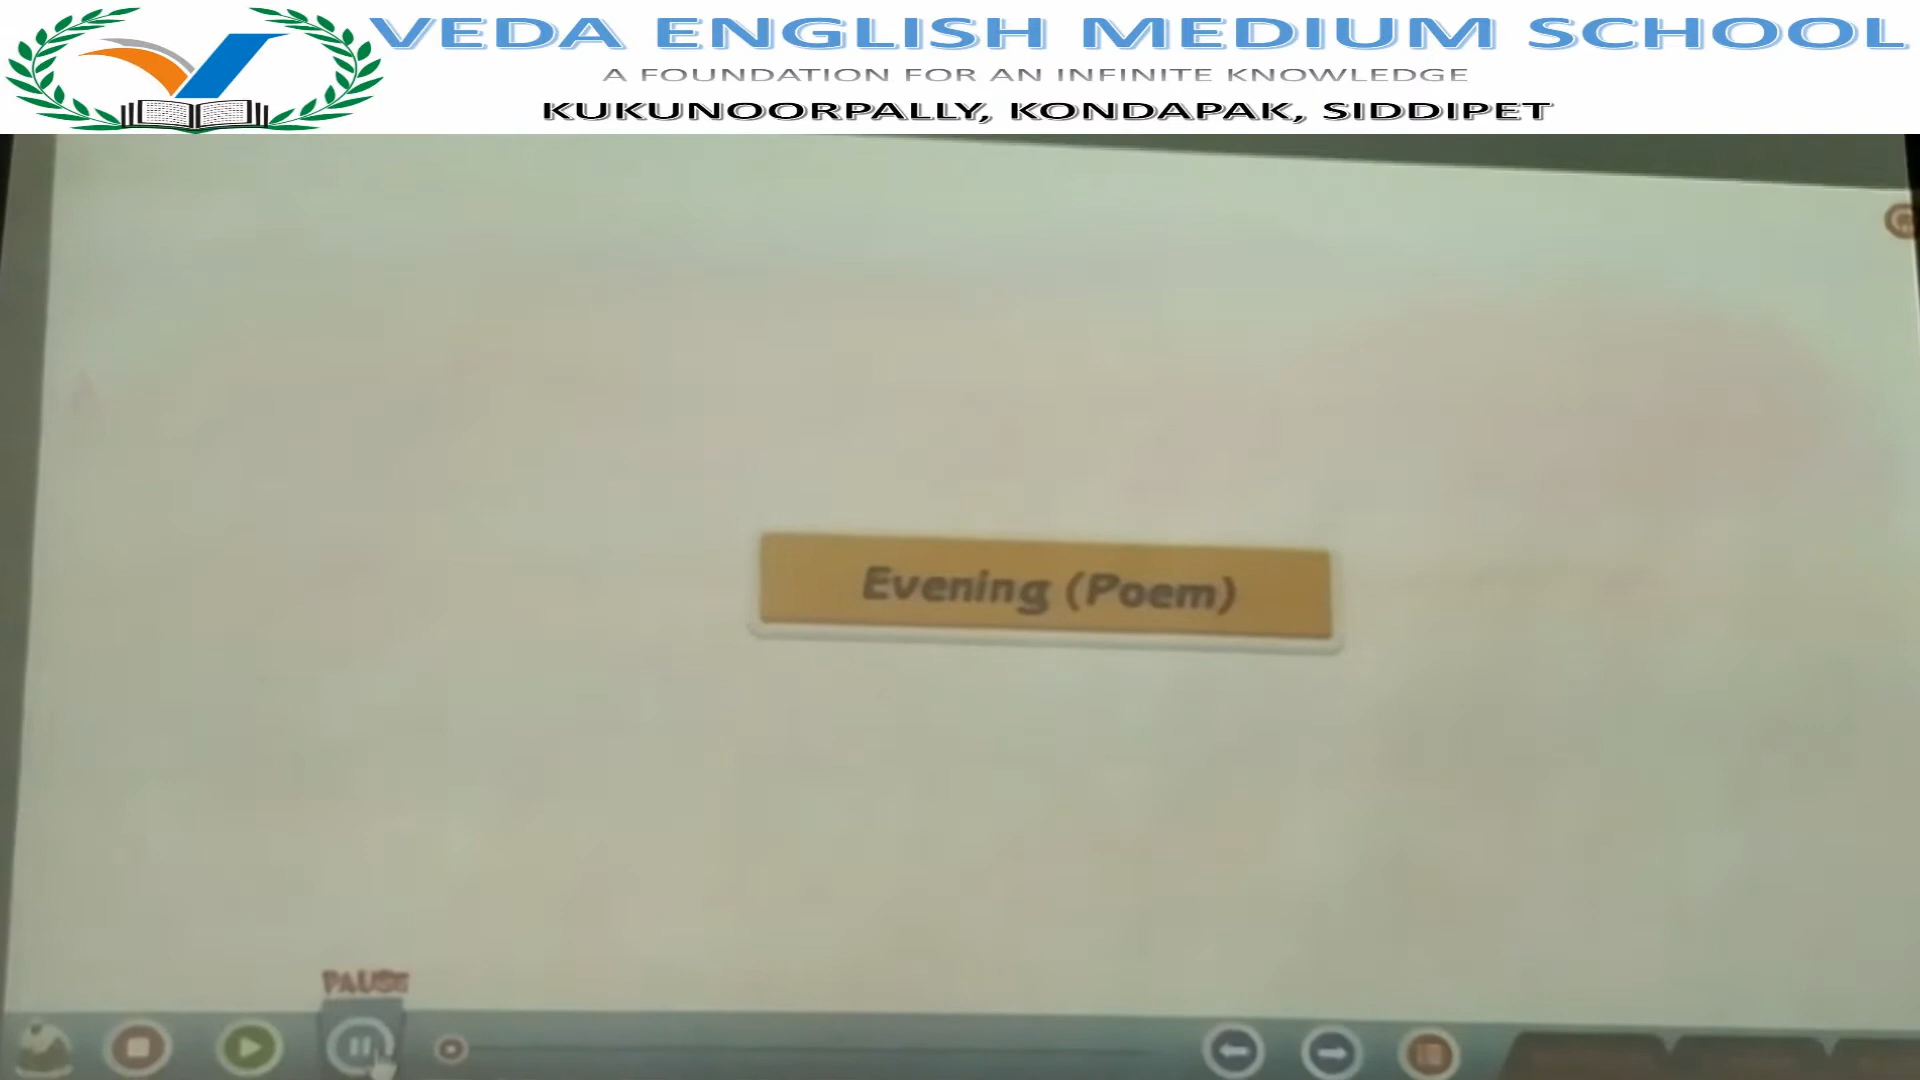 VEDA ENGLISH MEDIUM SCHOOL
A FOUNDATION FOR AN INFINITE KNOWLEDGE
KUKUNOORPALLY, KONDAPAK, SIDDIPET
Evening (Poem)
PAUSE